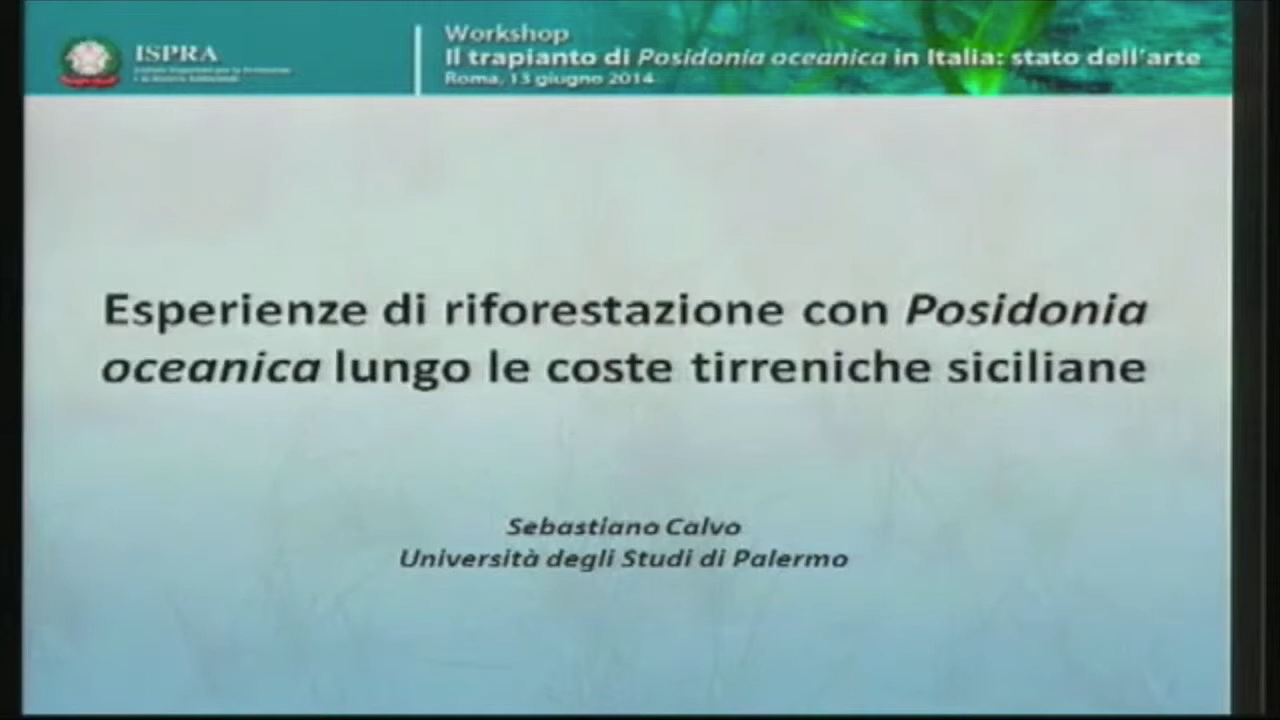 ISPRA
Workshop
Il trapianto di Posidonia oceanica in Italia: stato dell'arte
Roma, 13 giugno 2014
Esperienze di riforestazione con Posidonia
oceanica lungo le coste tirreniche siciliane
Sebastiano Calvo
Università degli Studi di Palermo